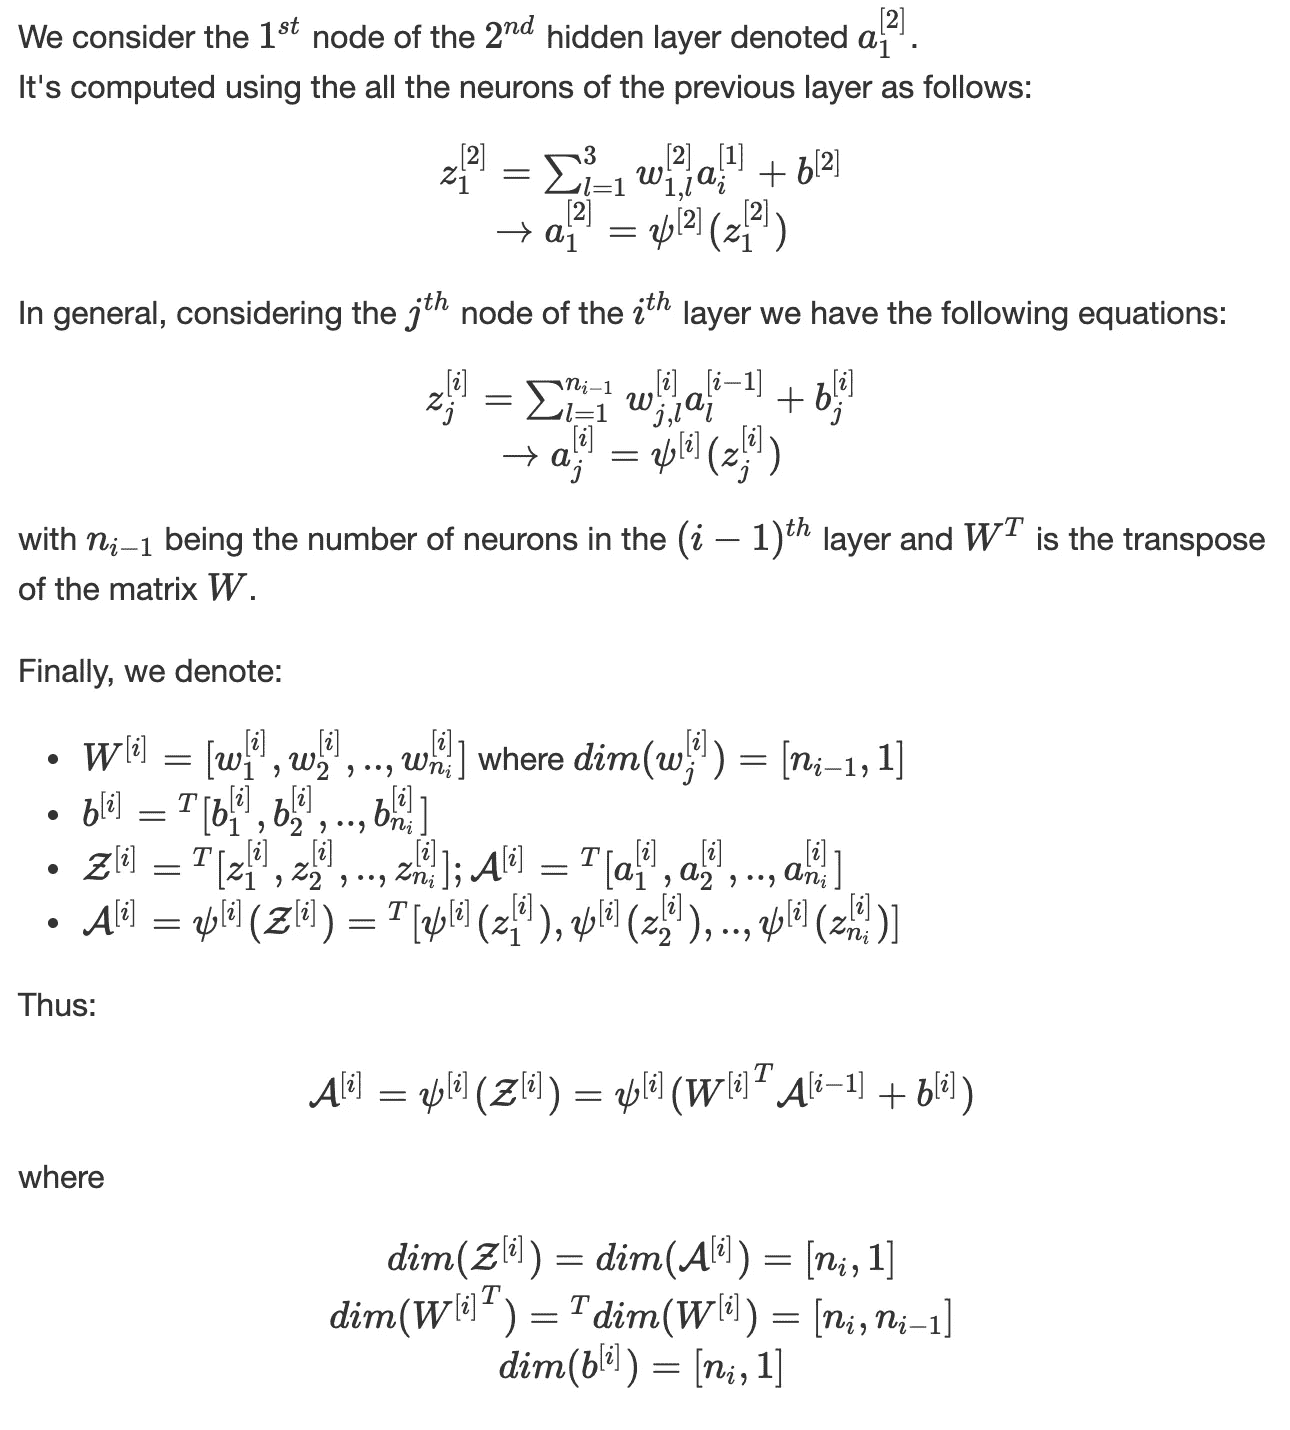 We consider the $1^{st}$ node of the $2^{nd}$ hidden layer denoted $a_1^{[2]}$.
It's computed using the all the neurons of the previous layer as follows:
$z_1^{[2]} = \sum_{l=1}^{3} w_{1,l}^{[2]} a_i^{[1]} + b^{[2]}$
$\rightarrow a_1^{[2]} = \psi^{[2]}(z_1^{[2]})$
In general, considering the $j^{th}$ node of the $i^{th}$ layer we have the following equations:
$z_j^{[i]} = \sum_{l=1}^{n_{i-1}} w_{j,l}^{[i]} a_l^{[i-1]} + b_j^{[i]}$
$\rightarrow a_j^{[i]} = \psi^{[i]}(z_j^{[i]})$
with $n_{i-1}$ being the number of neurons in the $(i-1)^{th}$ layer and $W^T$ is the transpose
of the matrix $W$.
Finally, we denote:
• $W^{[i]} = [w_1^{[i]}, w_2^{[i]}, .., w_{n_i}^{[i]}]$ where $dim(w_j^{[i]}) = [n_{i-1}, 1]$
• $b^{[i]} = {}^T[b_1^{[i]}, b_2^{[i]}, .., b_{n_i}^{[i]}]$
• $\mathcal{Z}^{[i]} = {}^T[z_1^{[i]}, z_2^{[i]}, .., z_{n_i}^{[i]}]; \mathcal{A}^{[i]} = {}^T[a_1^{[i]}, a_2^{[i]}, .., a_{n_i}^{[i]}]$
• $\mathcal{A}^{[i]} = \psi^{[i]}(\mathcal{Z}^{[i]}) = {}^T[\psi^{[i]}(z_1^{[i]}), \psi^{[i]}(z_2^{[i]}), .., \psi^{[i]}(z_{n_i}^{[i]})]$
Thus:
$\mathcal{A}^{[i]} = \psi^{[i]}(\mathcal{Z}^{[i]}) = \psi^{[i]}({W^{[i]}}^T \mathcal{A}^{[i-1]} + b^{[i]})$
where
$dim(\mathcal{Z}^{[i]}) = dim(\mathcal{A}^{[i]}) = [n_i, 1]$
$dim({W^{[i]}}^T) = {}^T dim(W^{[i]}) = [n_i, n_{i-1}]$
$dim(b^{[i]}) = [n_i, 1]$